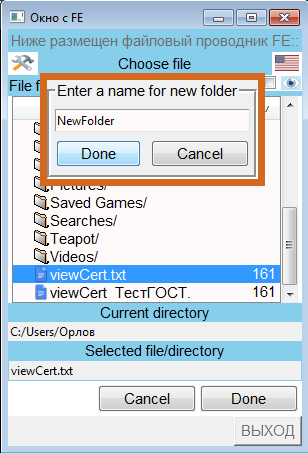 Окно с FE
Ниже размещен файловый проводник FE::
Choose file
File f
Enter a name for new folder
NewFolder
Done Cancel
Pictures/
Saved Games/
Searches/
Teapot/
Videos/
viewCert.txt 161
viewCert_ТестГОСТ. 161
Current directory
C:/Users/Орлов
Selected file/directory
viewCert.txt
Cancel Done
ВЫХОД